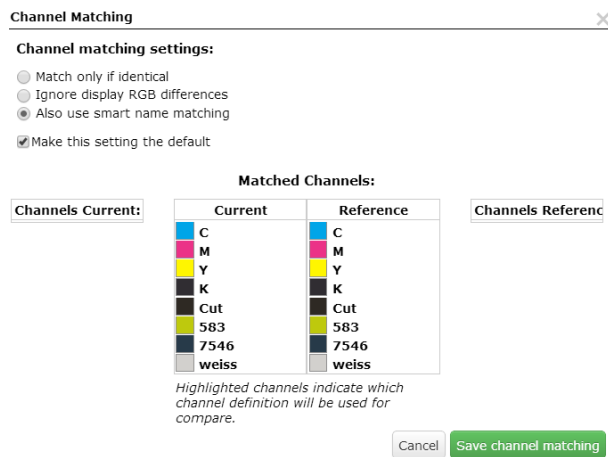 Channel Matching
Channel matching settings:
Match only if identical
Ignore display RGB differences
Also use smart name matching
Make this setting the default
Matched Channels:
Channels Current:
Current
Reference
Channels Referenc
C
C
M
M
Y
Y
K
K
Cut
Cut
583
583
7546
7546
weiss
weiss
Highlighted channels indicate which
channel definition will be used for
compare.
Cancel
Save channel matching